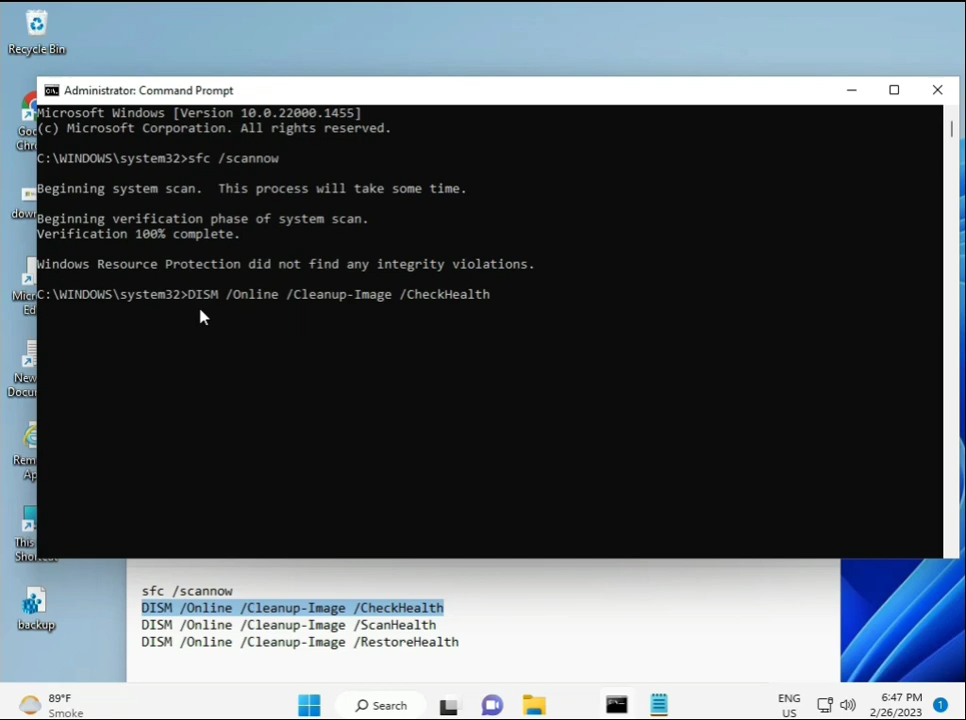 Recycle Bin
Administrator: Command Prompt
Microsoft Windows [Version 10.0.22000.1455]
(c) Microsoft Corporation. All rights reserved.
C:\WINDOWS\system32>sfc /scannow
Beginning system scan.  This process will take some time.
Beginning verification phase of system scan.
Verification 100% complete.
Windows Resource Protection did not find any integrity violations.
C:\WINDOWS\system32>DISM /Online /Cleanup-Image /CheckHealth
backup
sfc /scannow
DISM /Online /Cleanup-Image /CheckHealth
DISM /Online /Cleanup-Image /ScanHealth
DISM /Online /Cleanup-Image /RestoreHealth
89°F
Smoke
Search
ENG
US
6:47 PM
2/26/2023
1